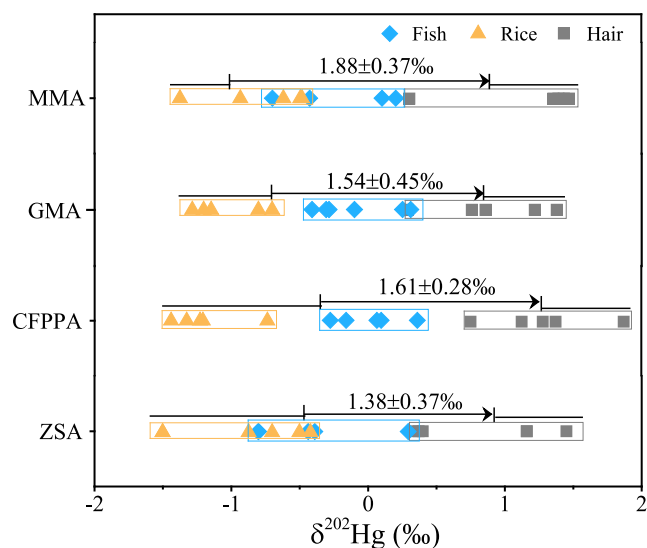 Fish Rice Hair
MMA
1.88±0.37‰
GMA
1.54±0.45‰
CFPPA
1.61±0.28‰
ZSA
1.38±0.37‰
-2 -1 0 1 2
δ²⁰²Hg (‰)